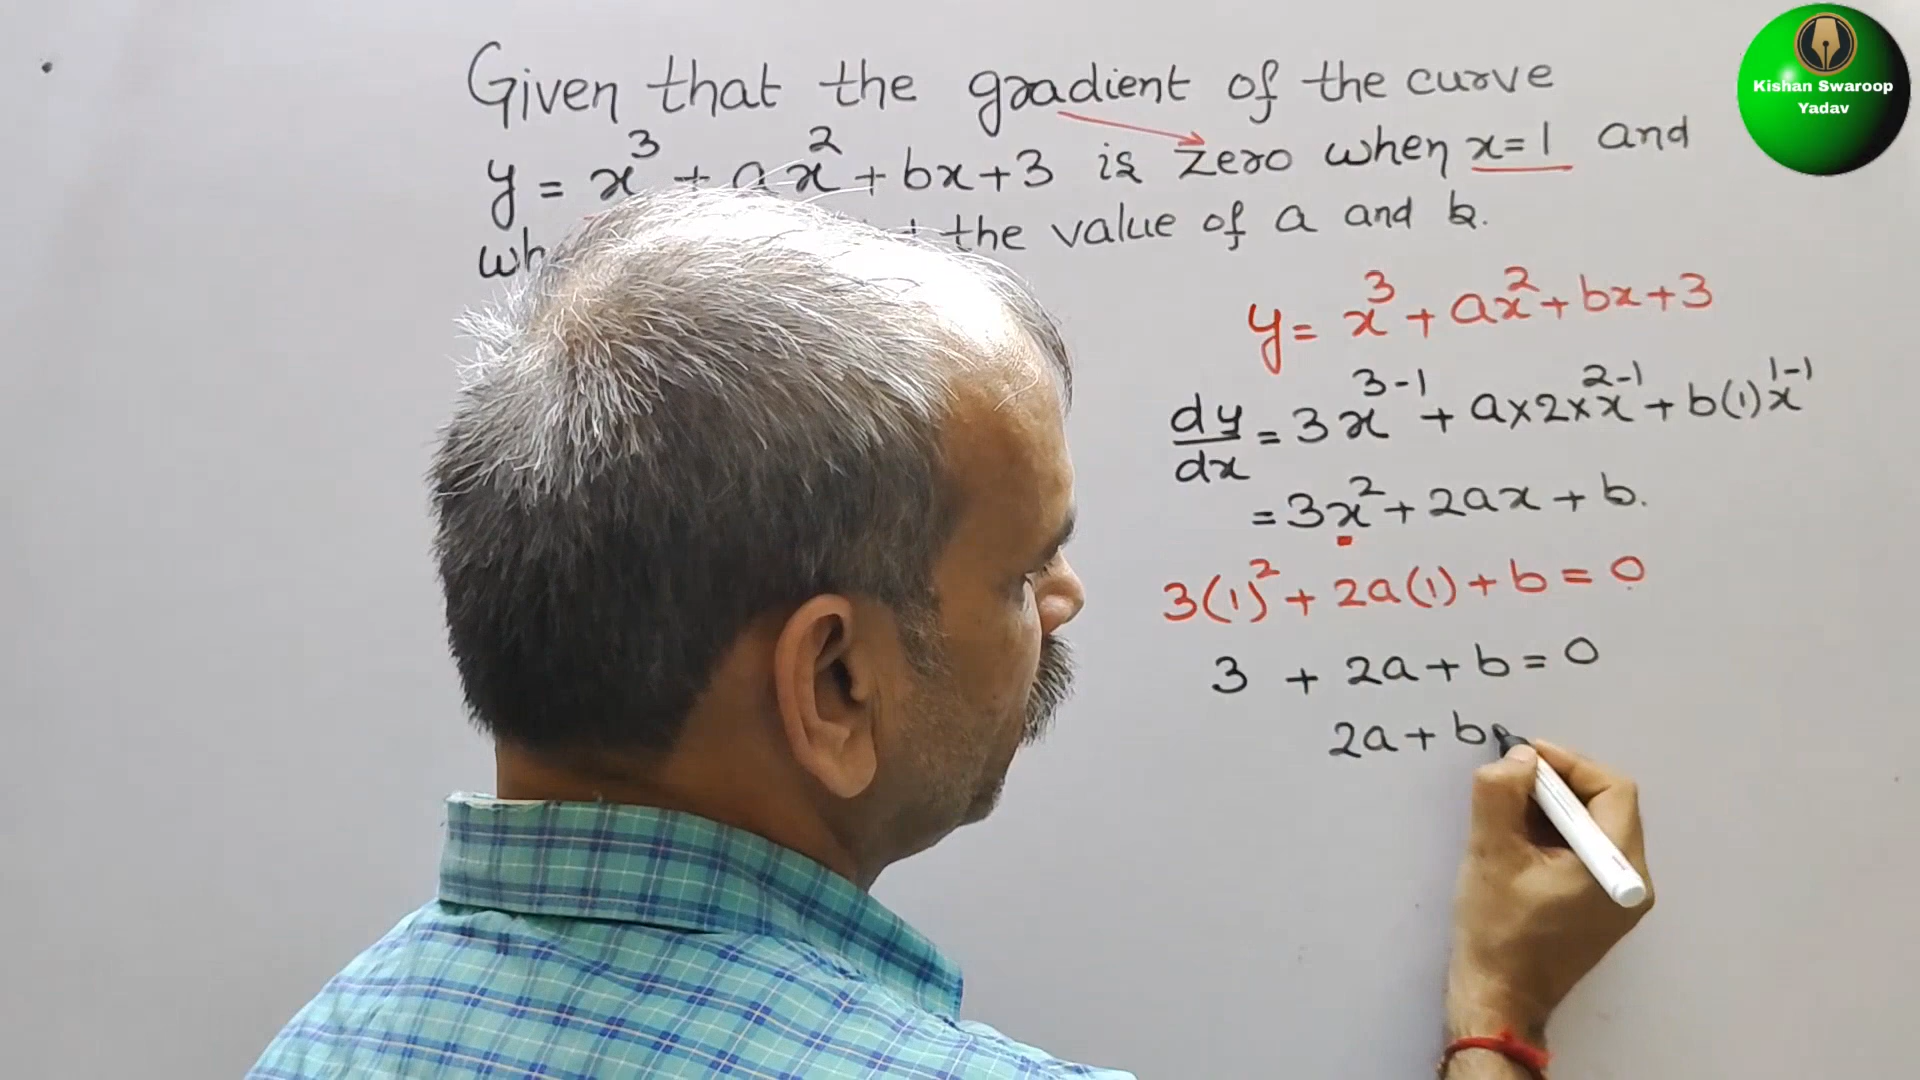 Given that the gradient of the curve
y = x³ + ax² + bx + 3 is zero when x = 1 and
the value of a and b.
y = x³ + ax² + bx + 3
dy/dx = 3x³⁻¹ + a×2×x²⁻¹ + b(1)x¹⁻¹
= 3x² + 2ax + b.
3(1)² + 2a(1) + b = 0
3 + 2a + b = 0
2a + b
Kishan Swaroop
Yadav